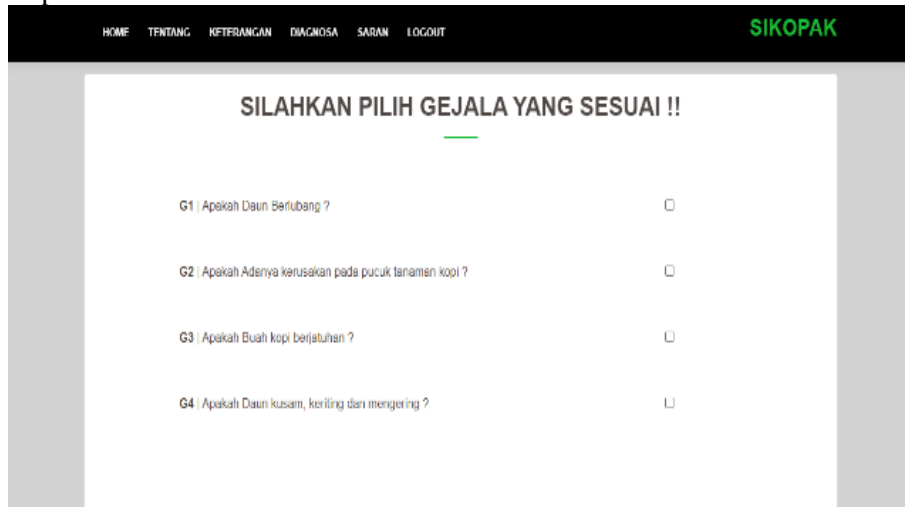 HOME TENTANG KETERANGAN DIAGNOSA SARAN LOGOUT SIKOPAK
SILAHKAN PILIH GEJALA YANG SESUAI !!
G1 | Apakah Daun Berlubang ?
G2 | Apakah Adanya kerusakan pada pucuk tanaman kopi ?
G3 | Apakah Buah kopi berjatuhan ?
G4 | Apakah Daun kusam, keriting dan mengering ?